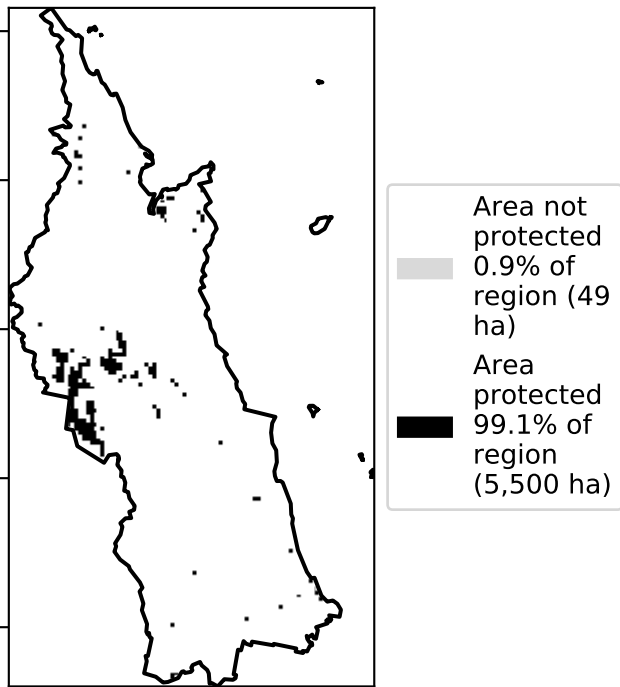 Area not
protected
0.9% of
region (49
ha)
Area
protected
99.1% of
region
(5,500 ha)